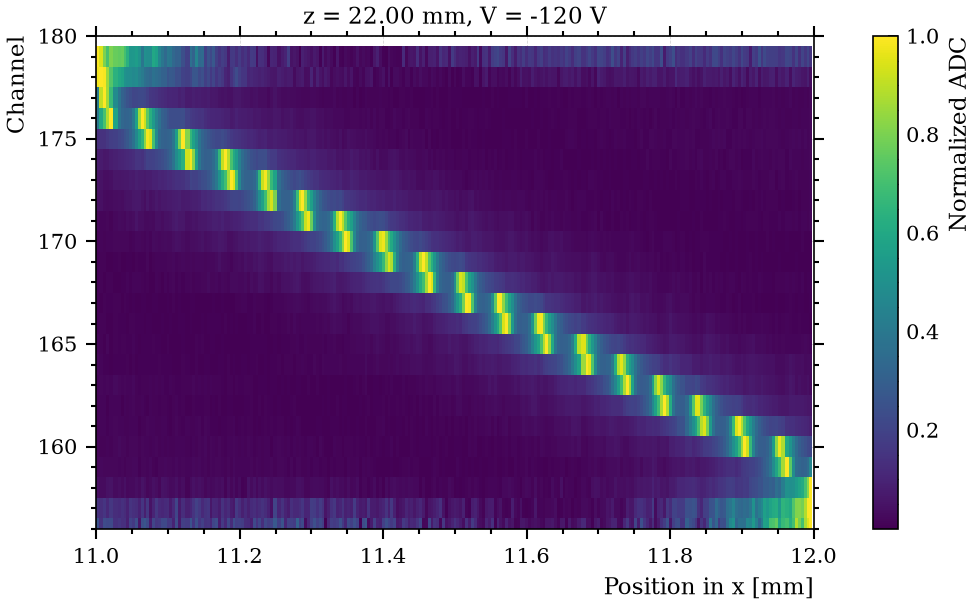 z = 22.00 mm, V = -120 V
Channel
180
175
170
165
160
11.0 11.2 11.4 11.6 11.8 12.0
Position in x [mm]
1.0
0.8
0.6
0.4
0.2
Normalized ADC